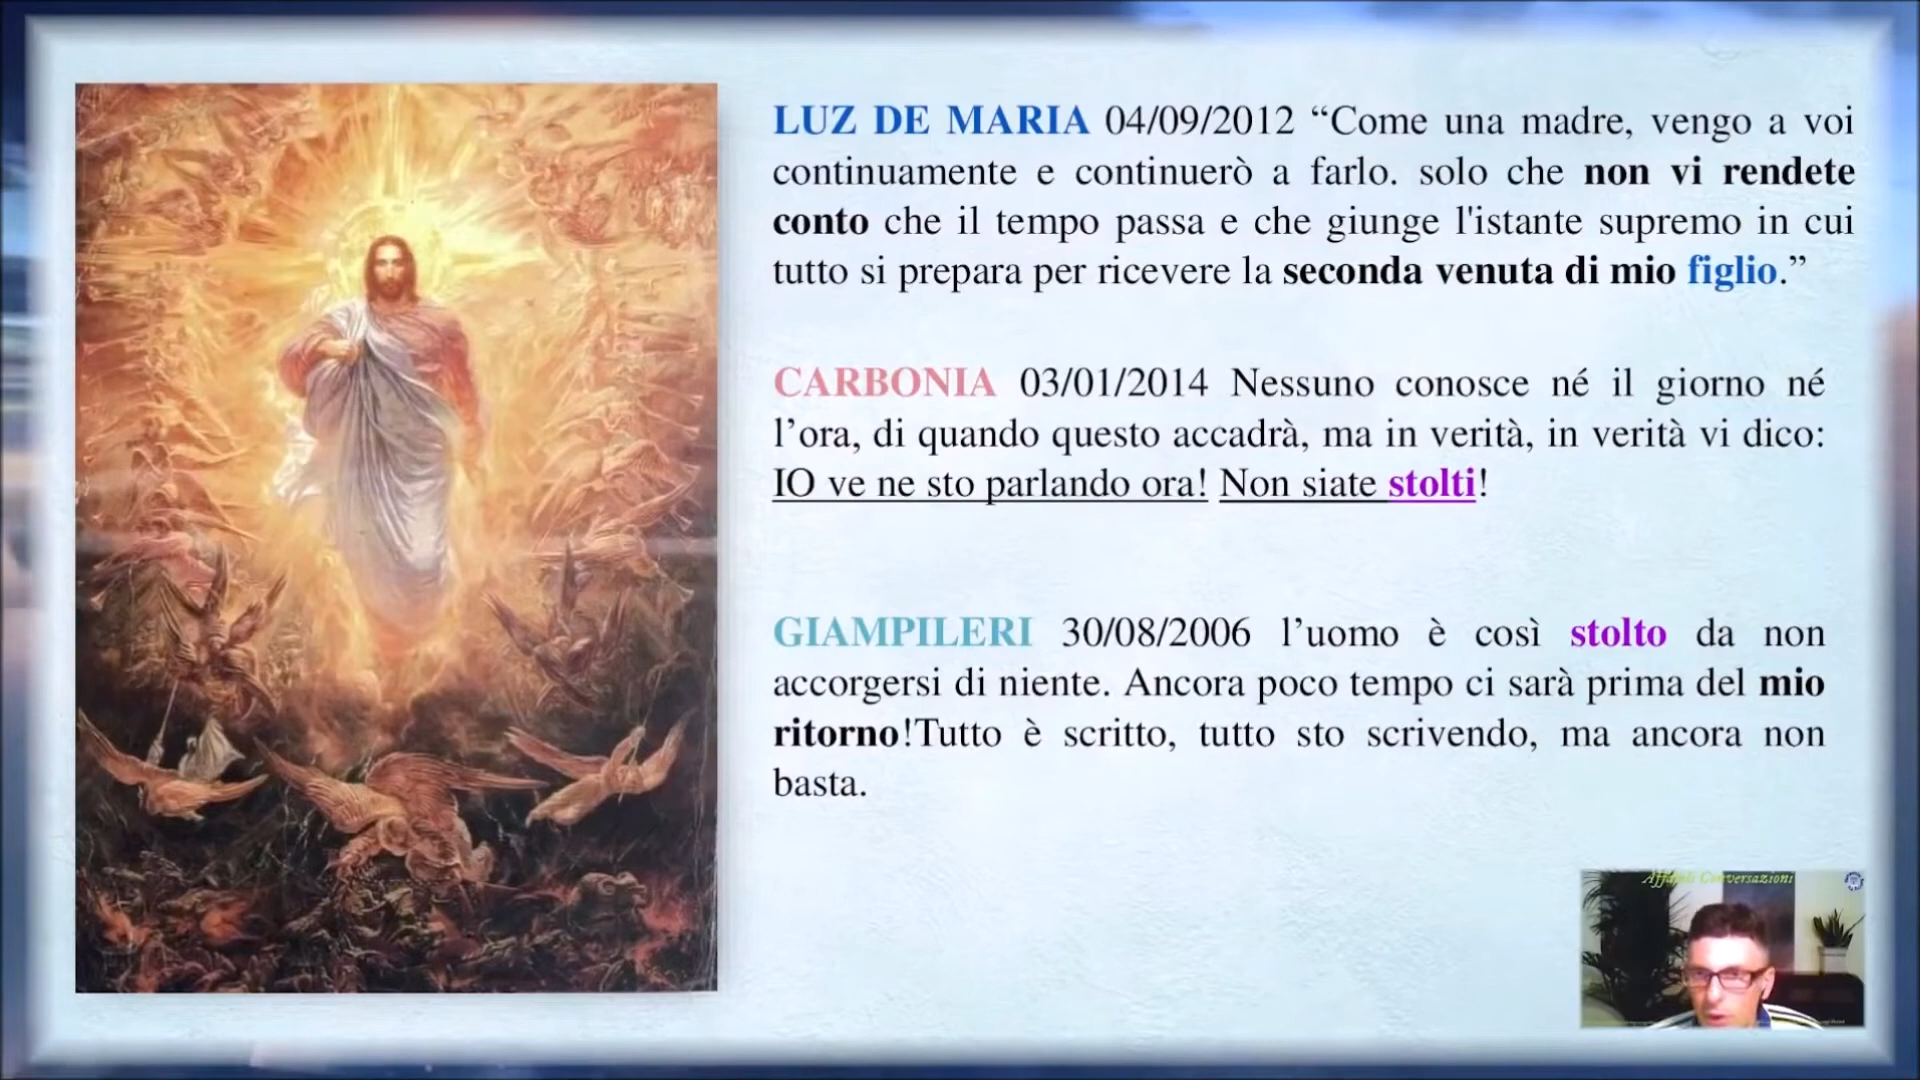 LUZ DE MARIA 04/09/2012 “Come una madre, vengo a voi
continuamente e continuerò a farlo. solo che non vi rendete
conto che il tempo passa e che giunge l'istante supremo in cui
tutto si prepara per ricevere la seconda venuta di mio figlio.”
CARBONIA 03/01/2014 Nessuno conosce né il giorno né
l’ora, di quando questo accadrà, ma in verità, in verità vi dico:
IO ve ne sto parlando ora! Non siate stolti!
GIAMPILERI 30/08/2006 l’uomo è così stolto da non
accorgersi di niente. Ancora poco tempo ci sarà prima del mio
ritorno!Tutto è scritto, tutto sto scrivendo, ma ancora non
basta.
Affabili Conversazioni